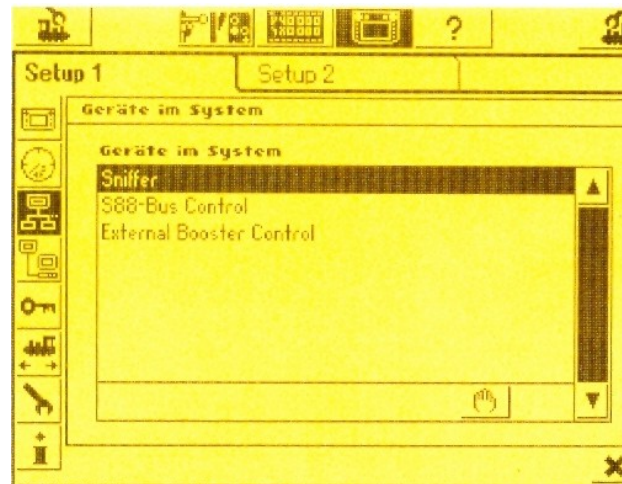 ?
Setup 1 Setup 2
Geräte im System
Geräte im System
Sniffer
S88-Bus Control
External Booster Control